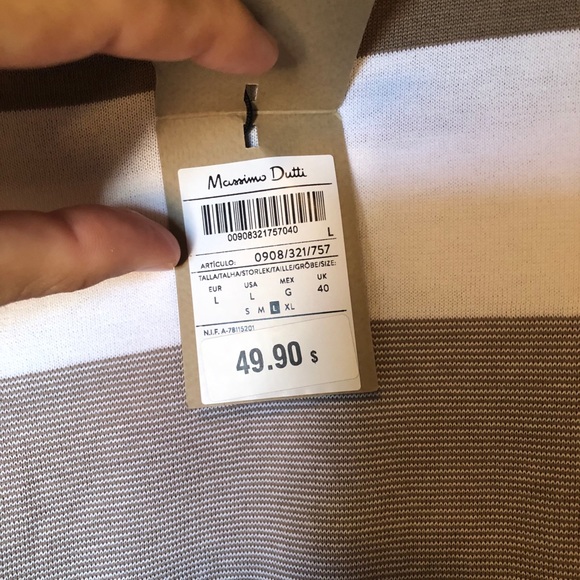 Massimo Dutti
00908321757040 L
ARTÍCULO: 0908/321/757
TALLA/TALHA/STORLEK/TAILLE/GRÖBE/SIZE:
EUR USA MEX UK
L L G 40
S M L XL
N.I.F. A-78115201
49.90 $